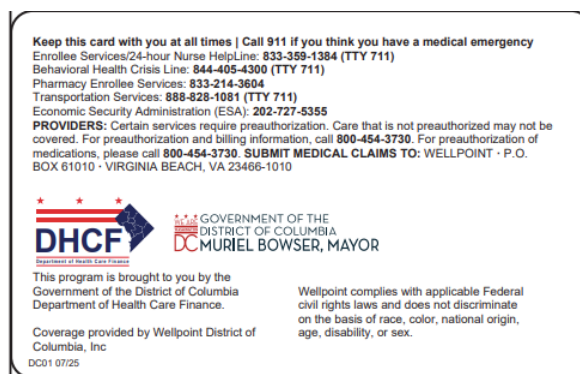 Keep this card with you at all times | Call 911 if you think you have a medical emergency
Enrollee Services/24-hour Nurse HelpLine: 833-359-1384 (TTY 711)
Behavioral Health Crisis Line: 844-405-4300 (TTY 711)
Pharmacy Enrollee Services: 833-214-3604
Transportation Services: 888-828-1081 (TTY 711)
Economic Security Administration (ESA): 202-727-5355
PROVIDERS: Certain services require preauthorization. Care that is not preauthorized may not be
covered. For preauthorization and billing information, call 800-454-3730. For preauthorization of
medications, please call 800-454-3730. SUBMIT MEDICAL CLAIMS TO: WELLPOINT · P.O.
BOX 61010 · VIRGINIA BEACH, VA 23466-1010
DHCF
Department of Health Care Finance
WE ARE
WASHINGTON
DC
GOVERNMENT OF THE
DISTRICT OF COLUMBIA
MURIEL BOWSER, MAYOR
This program is brought to you by the
Government of the District of Columbia
Department of Health Care Finance.
Coverage provided by Wellpoint District of
Columbia, Inc
Wellpoint complies with applicable Federal
civil rights laws and does not discriminate
on the basis of race, color, national origin,
age, disability, or sex.
DC01 07/25